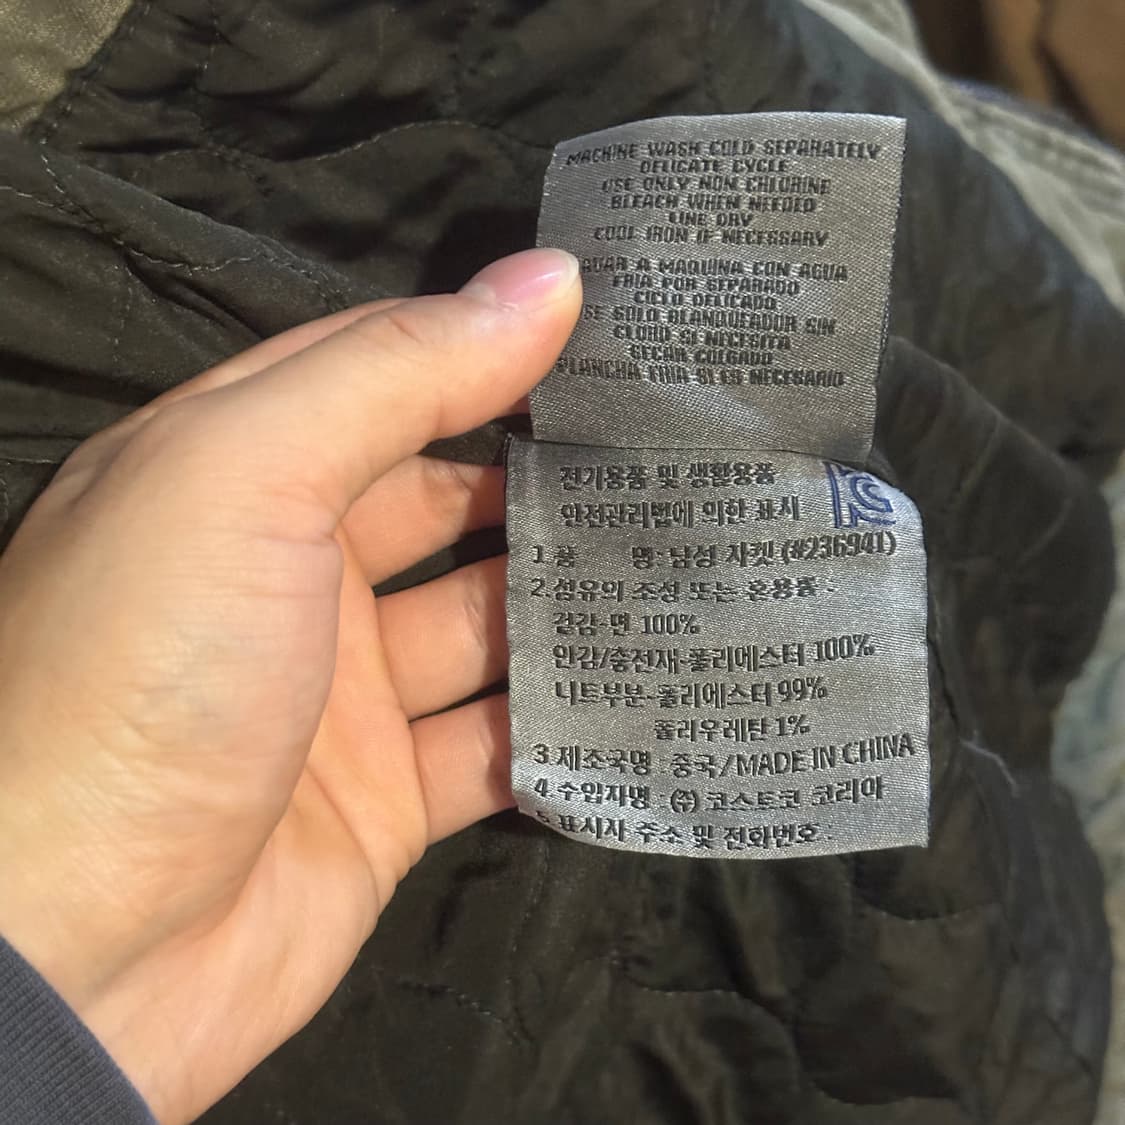 MACHINE WASH COLD SEPARATELY
DELICATE CYCLE
USE ONLY NON CHLORINE
BLEACH WHEN NEEDED
LINE DRY
COOL IRON IF NECESSARY
A MAQUINA CON AGUA
FRIA POR SEPARADO
CICLO DELICADO
SE SOLO BLANQUEADOR SIN
CLORO SI NECESITA
SECAR COLGADO
PLANCHA FRIA SI ES NECESARIO
전기용품 및 생활용품
안전관리법에 의한 표시
1 품 명: 남성 자켓 (#236941)
2. 섬유의 조성 또는 혼용률 :
겉감-면 100%
안감/충전재-폴리에스터 100%
니트부분-폴리에스터 99%
폴리우레탄 1%
3 제조국명 : 중국/MADE IN CHINA
4 수입자명 : ㈜ 코스트코 코리아
5 표시자 주소 및 전화번호 :